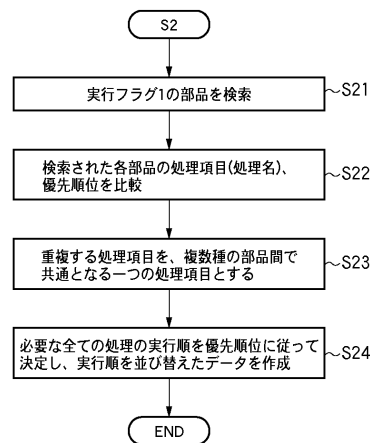 S2
実行フラグ1の部品を検索
S21
検索された各部品の処理項目(処理名)、
優先順位を比較
S22
重複する処理項目を、複数種の部品間で
共通となる一つの処理項目とする
S23
必要な全ての処理の実行順を優先順位に従って
決定し、実行順を並び替えたデータを作成
S24
END